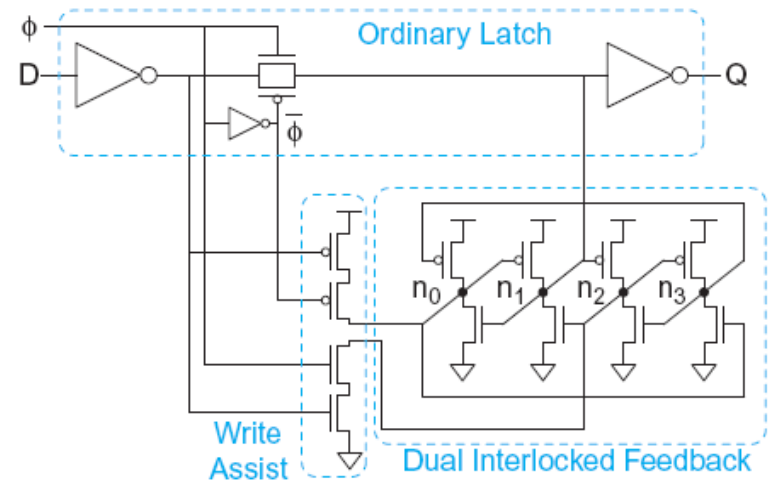 ϕ
Ordinary Latch
D
Q
ϕ̅
n₀ n₁ n₂ n₃
Write
Assist
Dual Interlocked Feedback